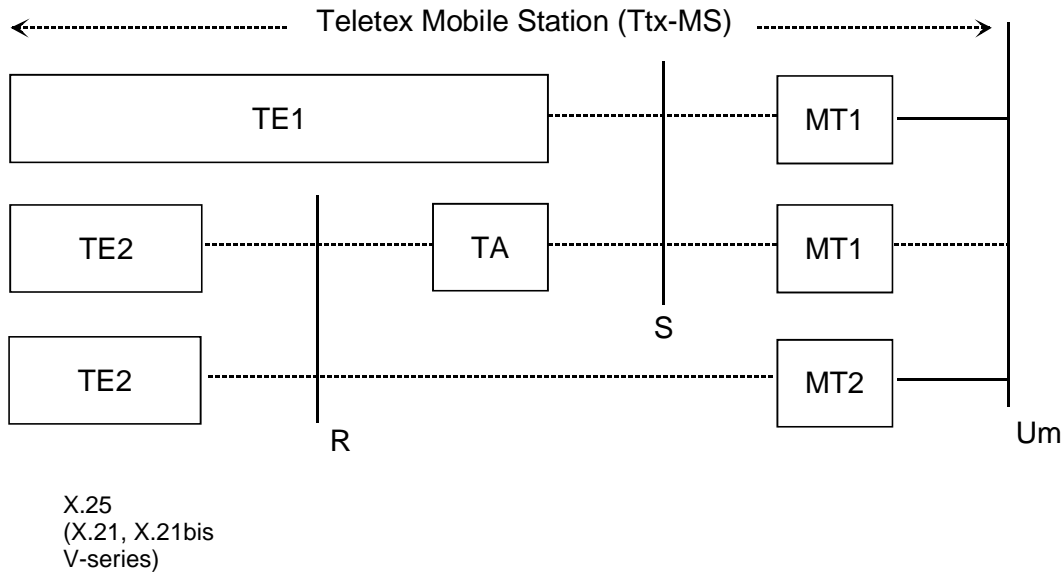 Teletex Mobile Station (Ttx-MS)
TE1
MT1
TE2
TA
MT1
S
TE2
MT2
R
Um
X.25
(X.21, X.21bis
V-series)